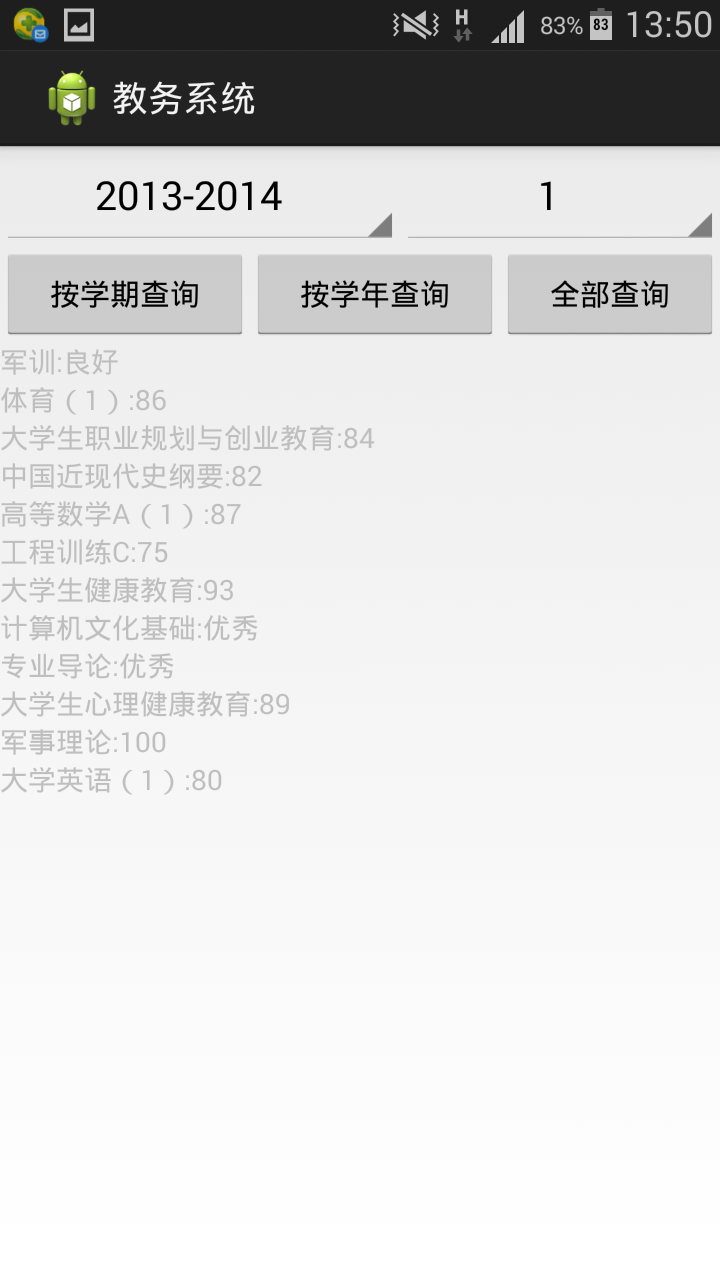 H 83% 83 13:50
教务系统
2013-2014 1
按学期查询 按学年查询 全部查询
军训:良好
体育（1）:86
大学生职业规划与创业教育:84
中国近现代史纲要:82
高等数学A（1）:87
工程训练C:75
大学生健康教育:93
计算机文化基础:优秀
专业导论:优秀
大学生心理健康教育:89
军事理论:100
大学英语（1）:80